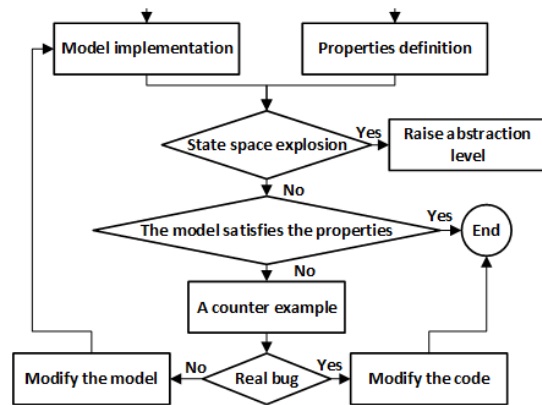 Model implementation
Properties definition
State space explosion
Yes
Raise abstraction
level
No
The model satisfies the properties
Yes
End
No
A counter example
Modify the model
No
Real bug
Yes
Modify the code